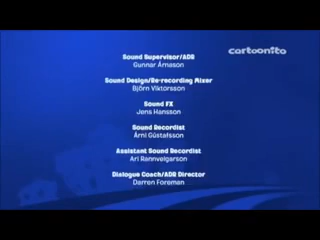 cartoonito
Sound Supervisor/ADR
Gunnar Árnason
Sound Design/Re-recording Mixer
Björn Viktorsson
Sound FX
Jens Hansson
Sound Recordist
Árni Gústafsson
Assistant Sound Recordist
Ari Rannvelgarson
Dialogue Coach/ADR Director
Darren Foreman